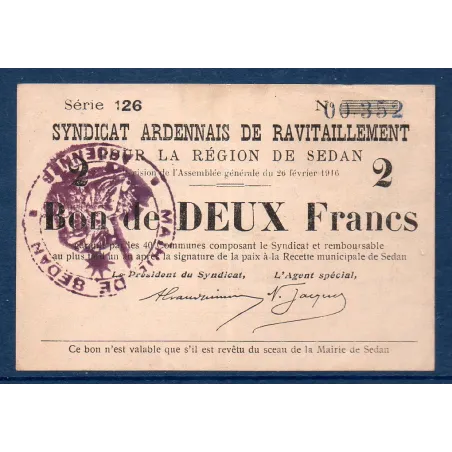 Série 126
No 00,352
SYNDICAT ARDENNAIS DE RAVITAILLEMENT
SUR LA RÉGION DE SEDAN
2 2
Décision de l'Assemblée générale du 26 février 1916
Bon de DEUX Francs
par les 40 communes composant le Syndicat et remboursable
au plus tard un an après la signature de la paix à la Recette municipale de Sedan
Le Président du Syndicat, L'Agent spécial,
N. Jacques
Ce bon n'est valable que s'il est revêtu du sceau de la Mairie de Sedan
MAIRIE DE SEDAN